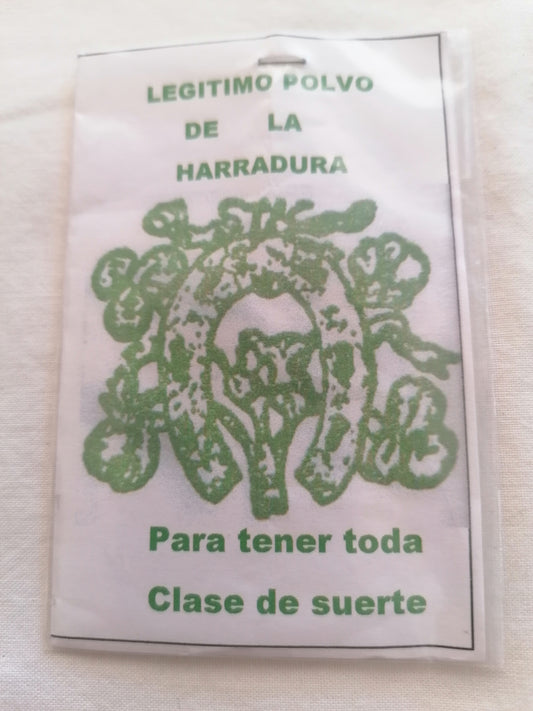 LEGITIMO POLVO
DE LA
HARRADURA
Para tener toda
Clase de suerte